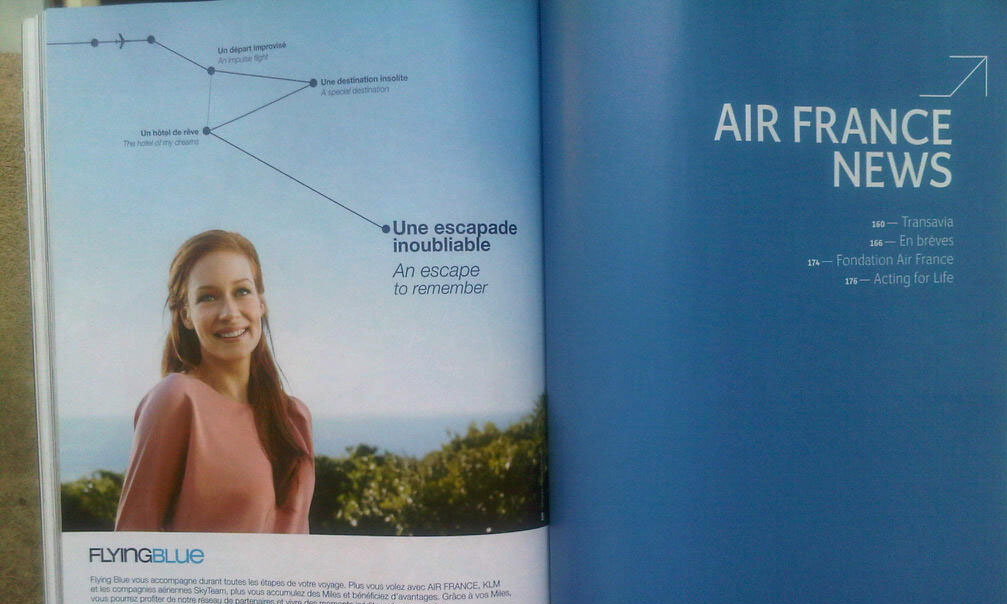 Un départ improvisé
An impulse flight
Une destination insolite
A special destination
Un hôtel de rêve
The hotel of my dreams
Une escapade
inoubliable
An escape
to remember
FLYINGBLUE
Flying Blue vous accompagne durant toutes les étapes de votre voyage. Plus vous volez avec AIR FRANCE, KLM
et les compagnies aériennes SkyTeam, plus vous accumulez des Miles et bénéficiez d'avantages. Grâce à vos Miles,
vous pourrez profiter de notre réseau de partenaires et vivre des moments
AIR FRANCE
NEWS
160 — Transavia
166 — En brèves
174 — Fondation Air France
176 — Acting for Life